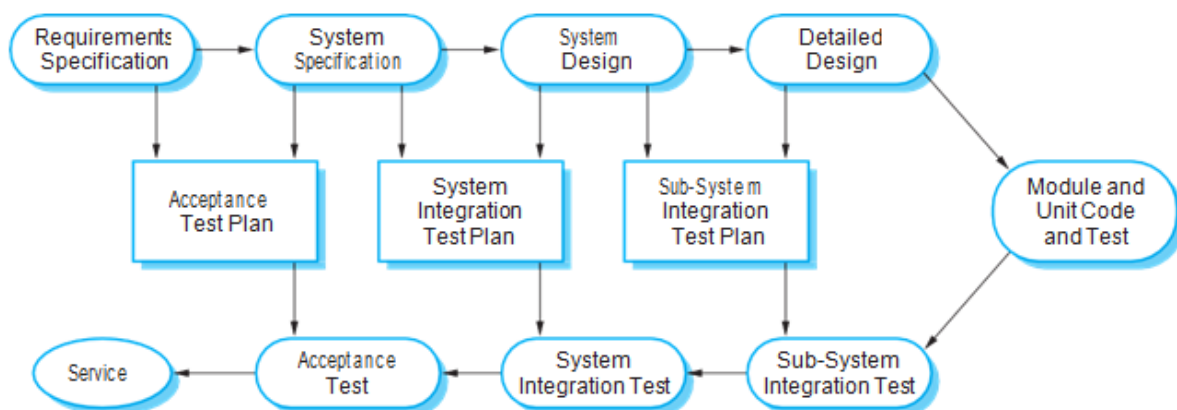 Requirements
Specification
System
Specification
System
Design
Detailed
Design
Acceptance
Test Plan
System
Integration
Test Plan
Sub-System
Integration
Test Plan
Module and
Unit Code
and Test
Service
Acceptance
Test
System
Integration Test
Sub-System
Integration Test